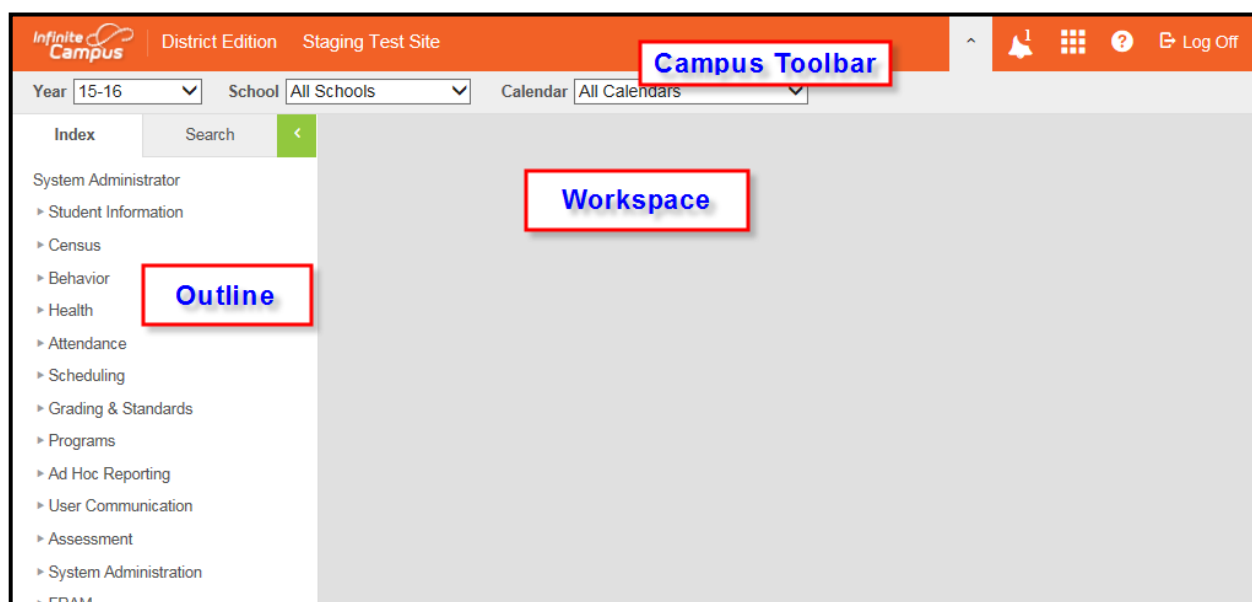 Infinite Campus District Edition Staging Test Site 1 ? Log Off
Campus Toolbar
Year 15-16 School All Schools Calendar All Calendars
Index Search
System Administrator
Workspace
Student Information
Census
Behavior
Outline
Health
Attendance
Scheduling
Grading & Standards
Programs
Ad Hoc Reporting
User Communication
Assessment
System Administration